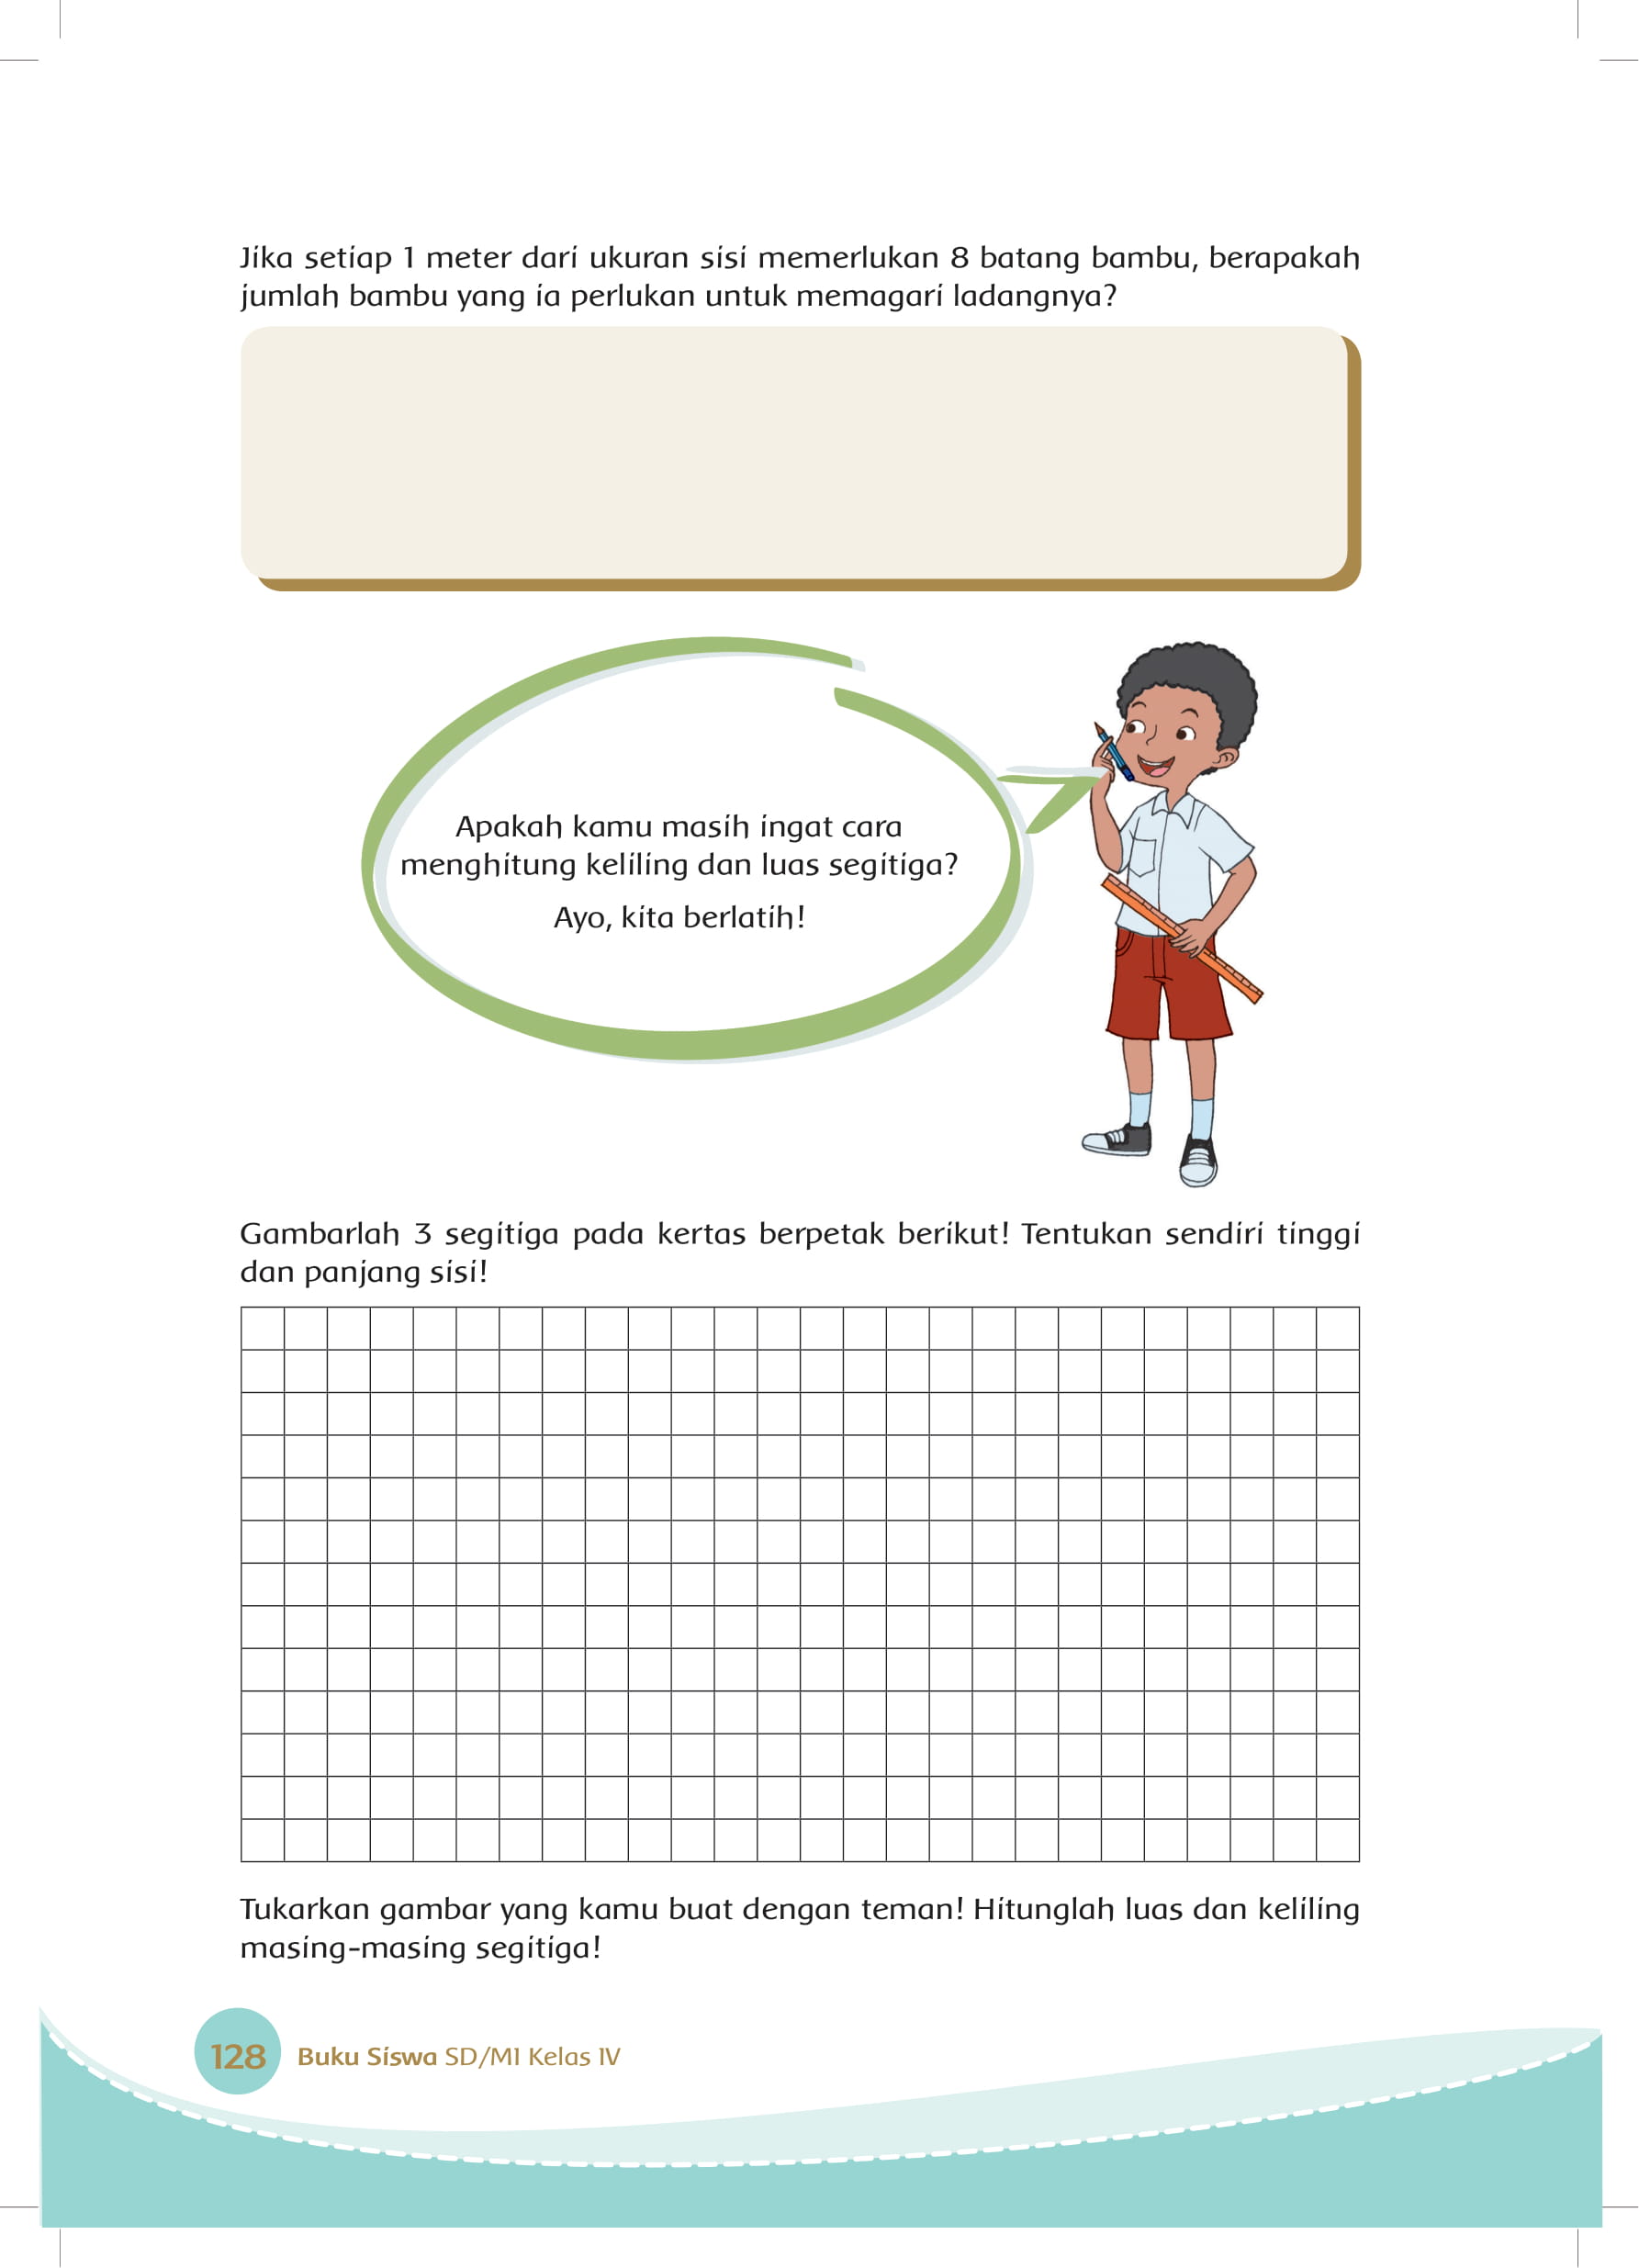 Jika setiap 1 meter dari ukuran sisi memerlukan 8 batang bambu, berapakah
jumlah bambu yang ia perlukan untuk memagari ladangnya?
Apakah kamu masih ingat cara
menghitung keliling dan luas segitiga?
Ayo, kita berlatih!
Gambarlah 3 segitiga pada kertas berpetak berikut! Tentukan sendiri tinggi
dan panjang sisi!
Tukarkan gambar yang kamu buat dengan teman! Hitunglah luas dan keliling
masing-masing segitiga!
128 Buku Siswa SD/MI Kelas IV